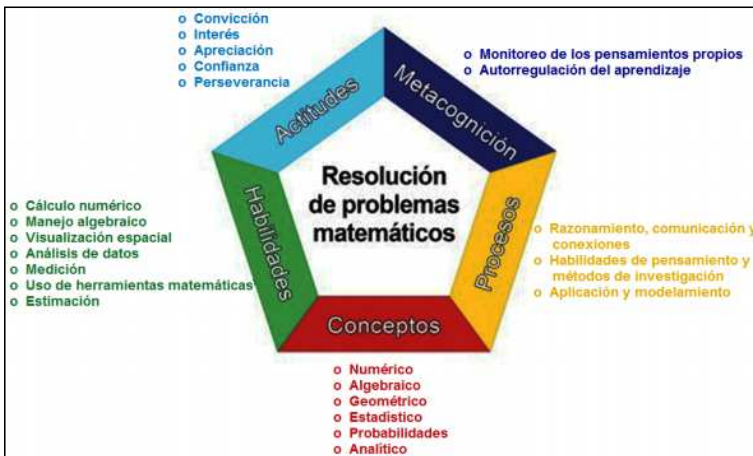 o Convicción
o Interés
o Apreciación
o Confianza
o Perseverancia
Actitudes
Metacognición
o Monitoreo de los pensamientos propios
o Autorregulación del aprendizaje
Resolución
de problemas
matemáticos
Habilidades
o Cálculo numérico
o Manejo algebraico
o Visualización espacial
o Análisis de datos
o Medición
o Uso de herramientas matemáticas
o Estimación
Procesos
o Razonamiento, comunicación y
conexiones
o Habilidades de pensamiento y
métodos de investigación
o Aplicación y modelamiento
Conceptos
o Numérico
o Algebraico
o Geométrico
o Estadístico
o Probabilidades
o Analítico